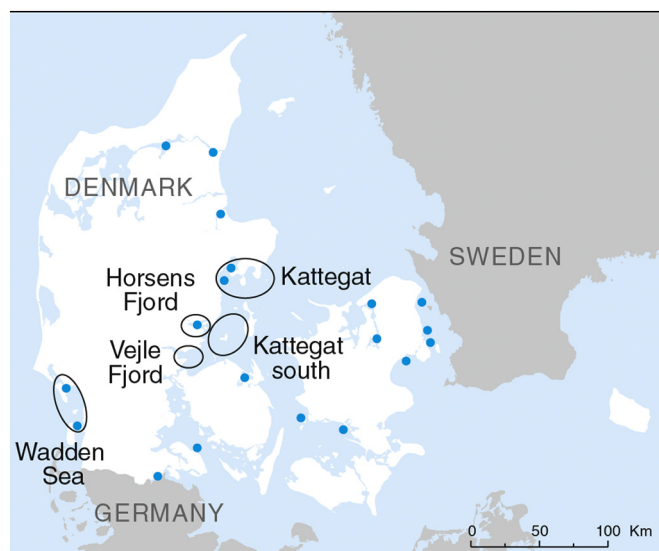 DENMARK
SWEDEN
Horsens
Fjord
Kattegat
Vejle
Fjord
Kattegat
south
Wadden
Sea
GERMANY
0 50 100 Km